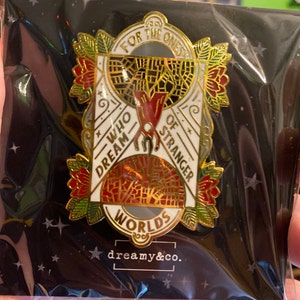 FOR THE ONES
WHO DREAM
OF STRANGER
WORLDS
dreamy&co.